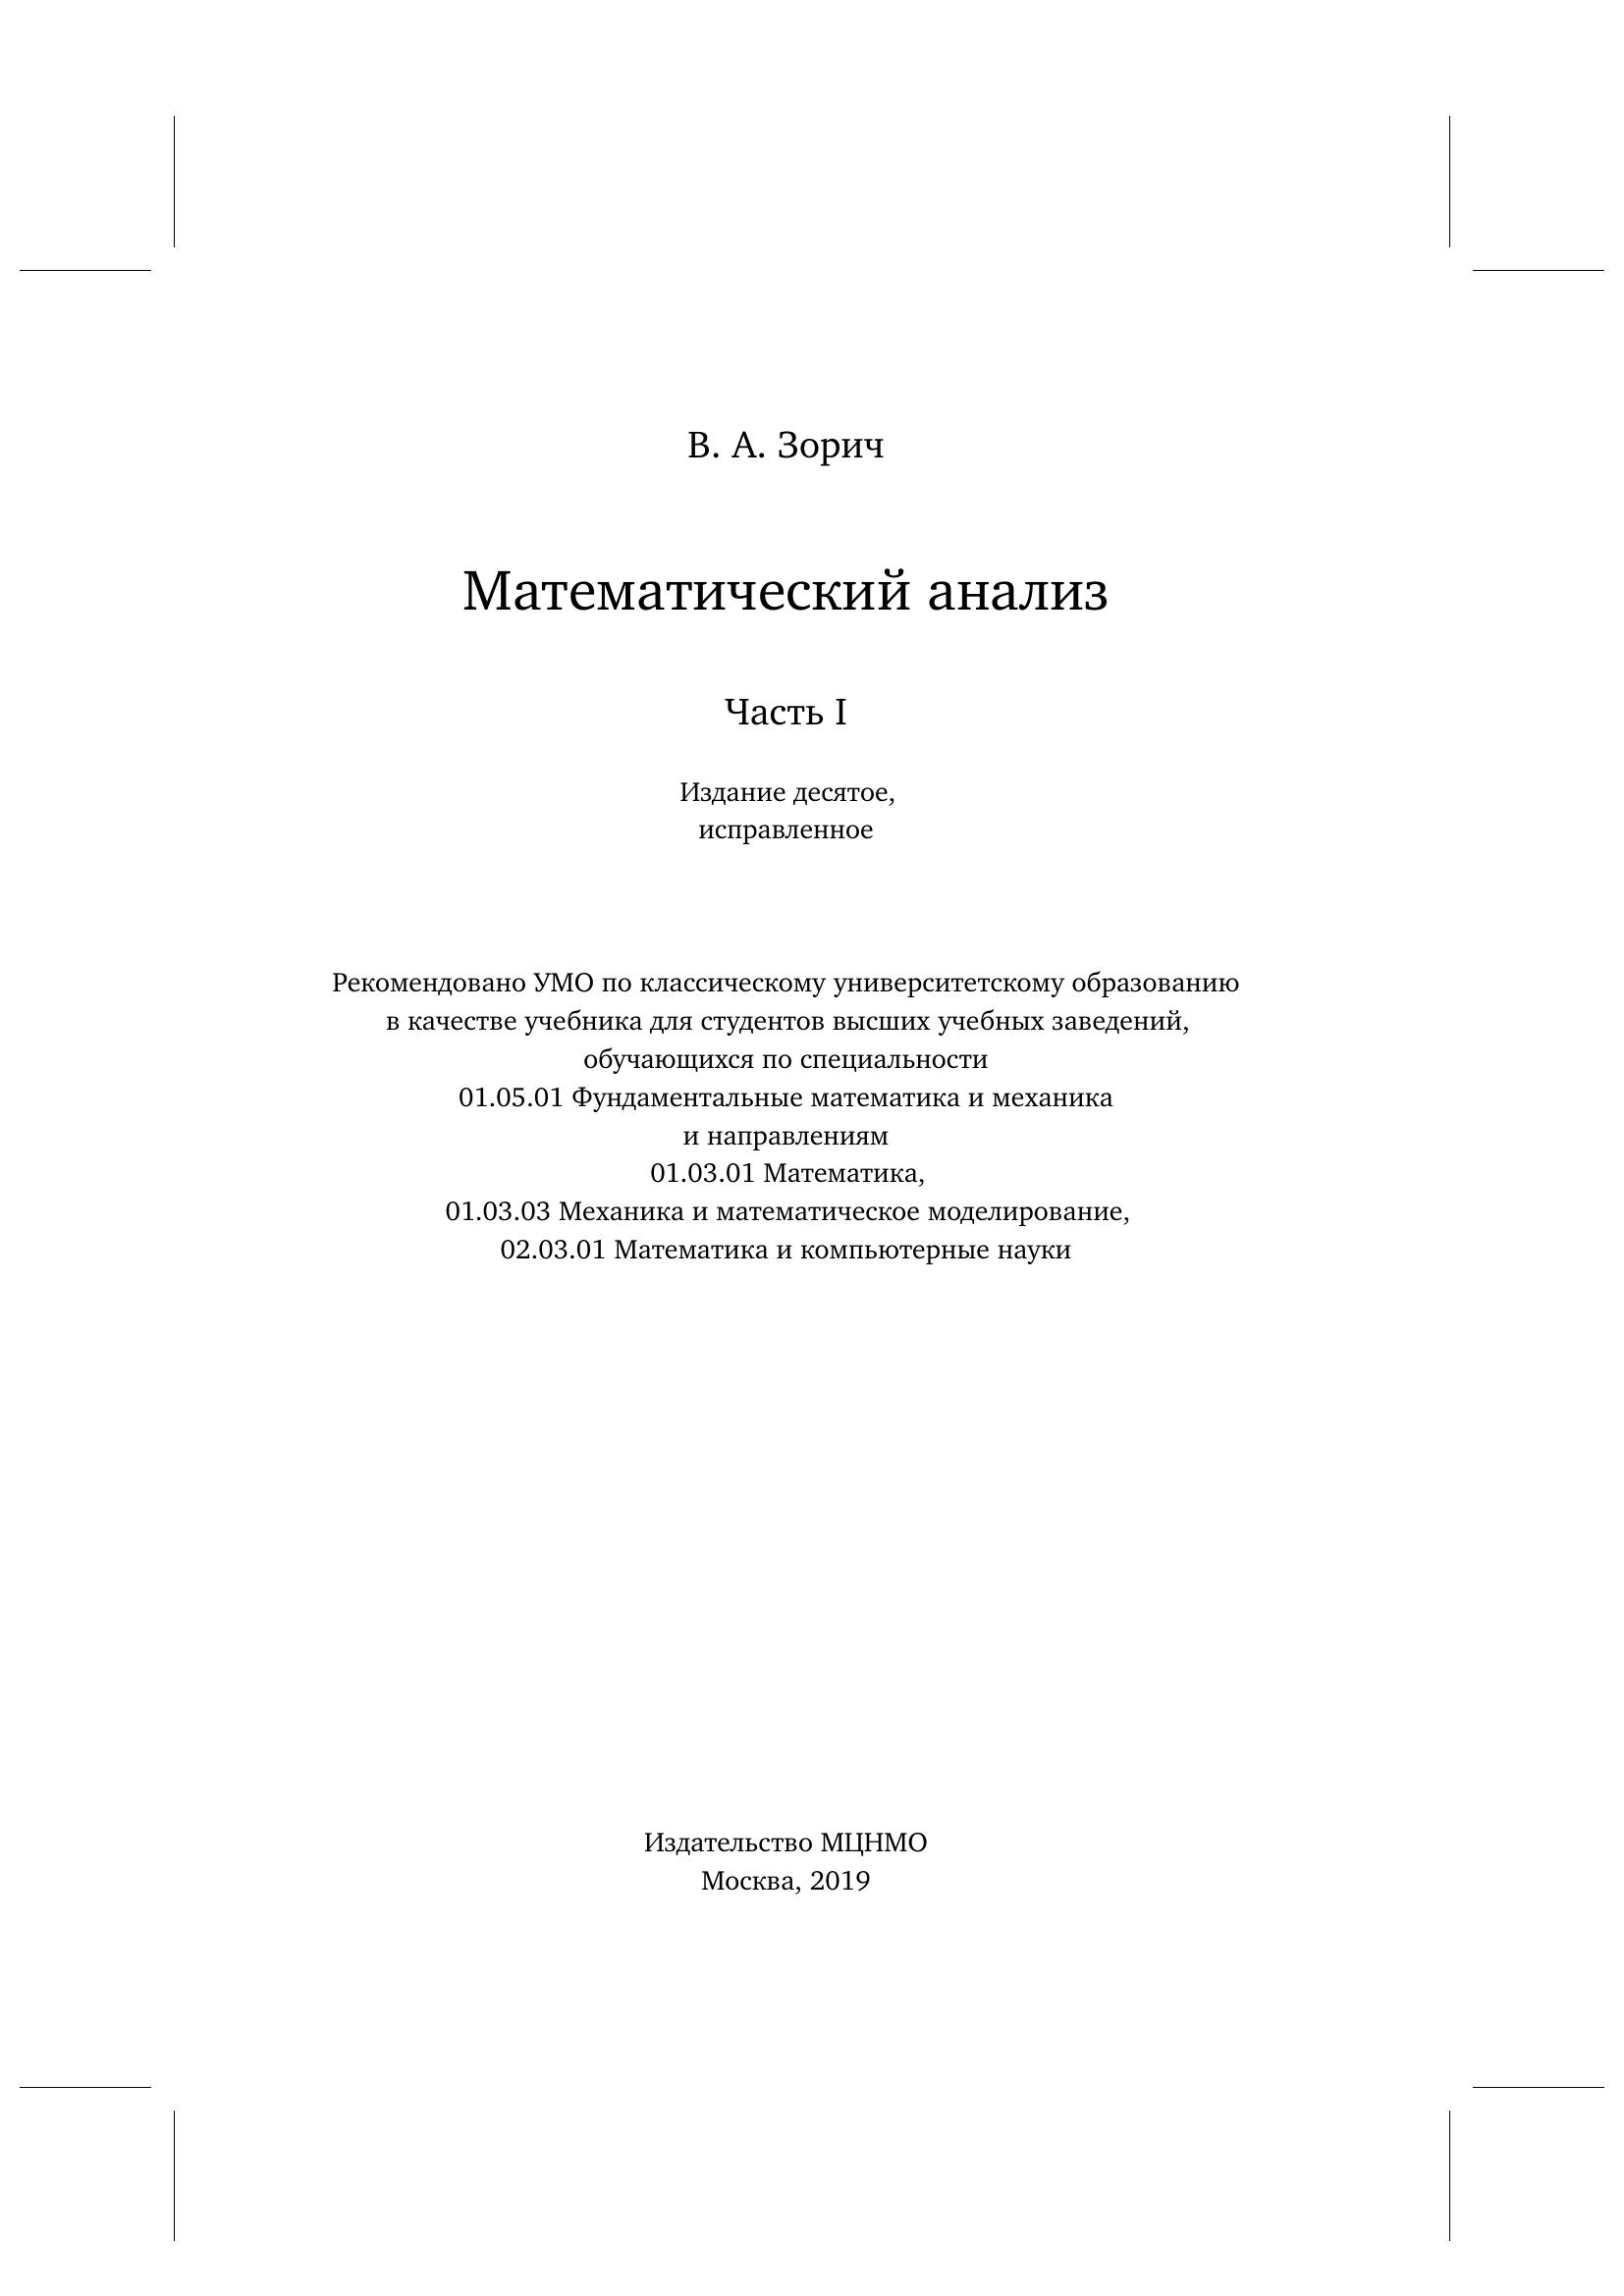 В. А. Зорич
Математический анализ
Часть I
Издание десятое,
исправленное
Рекомендовано УМО по классическому университетскому образованию
в качестве учебника для студентов высших учебных заведений,
обучающихся по специальности
01.05.01 Фундаментальные математика и механика
и направлениям
01.03.01 Математика,
01.03.03 Механика и математическое моделирование,
02.03.01 Математика и компьютерные науки
Издательство МЦНМО
Москва, 2019